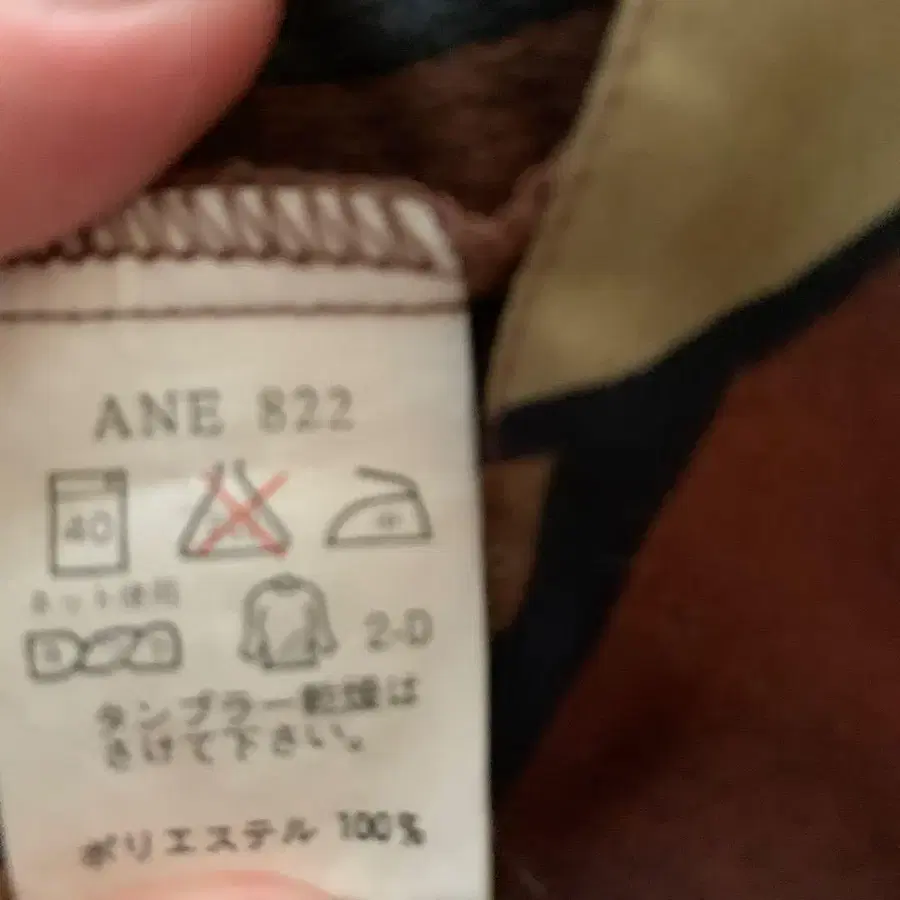 ANE 822
40
ネット使用
2-D
タンブラー乾燥は
さけて下さい。
ポリエステル 100%